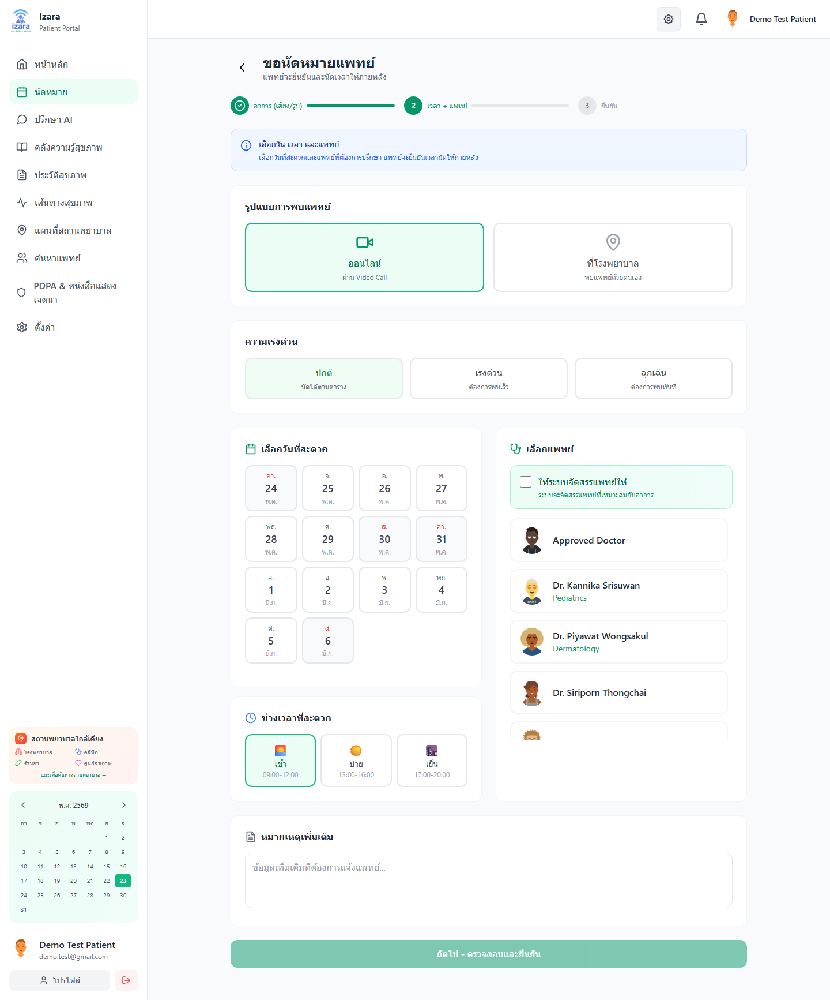 izara
Izara
Patient Portal
หน้าหลัก
นัดหมาย
ปรึกษา AI
คลังความรู้สุขภาพ
ประวัติสุขภาพ
เส้นทางสุขภาพ
แผนที่สถานพยาบาล
ค้นหาแพทย์
PDPA & หนังสือแสดง
เจตนา
ตั้งค่า
สถานพยาบาลใกล้เคียง
โรงพยาบาล
คลินิก
ร้านยา
ศูนย์สุขภาพ
แตะเพื่อค้นหาสถานพยาบาล →
พ.ค. 2569
อา จ อ พ พฤ ศ ส
1 2
3 4 5 6 7 8 9
10 11 12 13 14 15 16
17 18 19 20 21 22 23
24 25 26 27 28 29 30
31
Demo Test Patient
demo.test@gmail.com
โปรไฟล์
Demo Test Patient
ขอนัดหมายแพทย์
แพทย์จะยืนยันและนัดเวลาให้ภายหลัง
อาการ (เสียง/รูป)
2 เวลา + แพทย์
3 ยืนยัน
เลือกวัน เวลา และแพทย์
เลือกวันที่สะดวกและแพทย์ที่ต้องการปรึกษา แพทย์จะยืนยันเวลานัดให้ภายหลัง
รูปแบบการพบแพทย์
ออนไลน์
ผ่าน Video Call
ที่โรงพยาบาล
พบแพทย์ด้วยตนเอง
ความเร่งด่วน
ปกติ
นัดได้ตามตาราง
เร่งด่วน
ต้องการพบเร็ว
ฉุกเฉิน
ต้องการพบทันที
เลือกวันที่สะดวก
อา. จ. อ. พ.
24 25 26 27
พ.ค. พ.ค. พ.ค. พ.ค.
พฤ. ศ. ส. อา.
28 29 30 31
พ.ค. พ.ค. พ.ค. พ.ค.
จ. อ. พ. พฤ.
1 2 3 4
มิ.ย. มิ.ย. มิ.ย. มิ.ย.
ศ. ส.
5 6
มิ.ย. มิ.ย.
ช่วงเวลาที่สะดวก
เช้า
09:00-12:00
บ่าย
13:00-16:00
เย็น
17:00-20:00
เลือกแพทย์
ให้ระบบจัดสรรแพทย์ให้
ระบบจะจัดสรรแพทย์ที่เหมาะสมกับอาการ
Approved Doctor
RESIST!
Dr. Kannika Srisuwan
Pediatrics
Dr. Piyawat Wongsakul
Dermatology
Dr. Siriporn Thongchai
หมายเหตุเพิ่มเติม
ข้อมูลเพิ่มเติมที่ต้องการแจ้งแพทย์...
ถัดไป - ตรวจสอบและยืนยัน